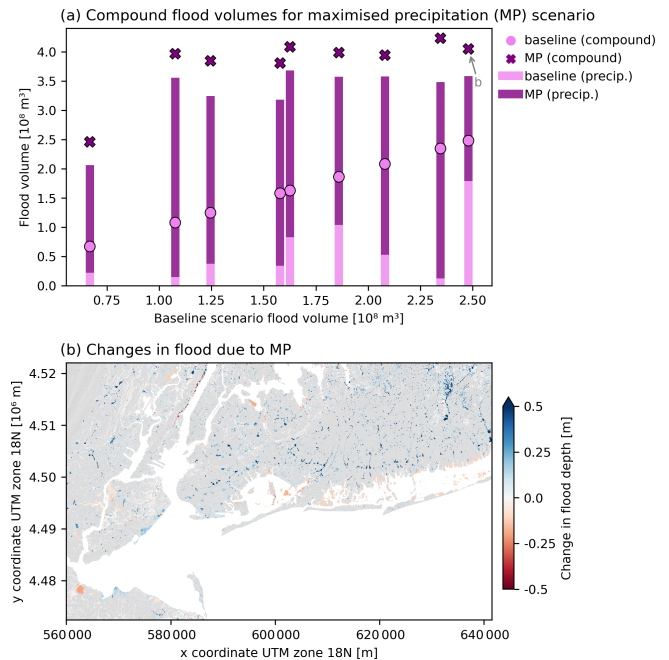 (a) Compound flood volumes for maximised precipitation (MP) scenario
4.0
3.5
3.0
2.5
2.0
1.5
1.0
0.5
0.0
Flood volume [10⁸ m³]
b
0.75
1.00
1.25
1.50
1.75
2.00
2.25
2.50
Baseline scenario flood volume [10⁸ m³]
baseline (compound)
MP (compound)
baseline (precip.)
MP (precip.)
(b) Changes in flood due to MP
4.52
4.51
4.50
4.49
4.48
y coordinate UTM zone 18N [10⁶ m]
560 000
580 000
600 000
620 000
640 000
x coordinate UTM zone 18N [m]
0.5
0.25
0.0
-0.25
-0.5
Change in flood depth [m]